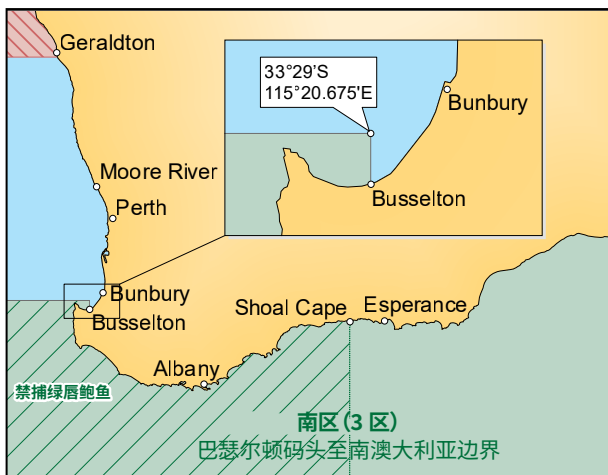 Geraldton
33°29'S
115°20.675'E
Bunbury
Busselton
Moore River
Perth
Bunbury
Busselton
Shoal Cape
Esperance
Albany
禁捕绿唇鲍鱼
南区(3 区)
巴瑟尔顿码头至南澳大利亚边界